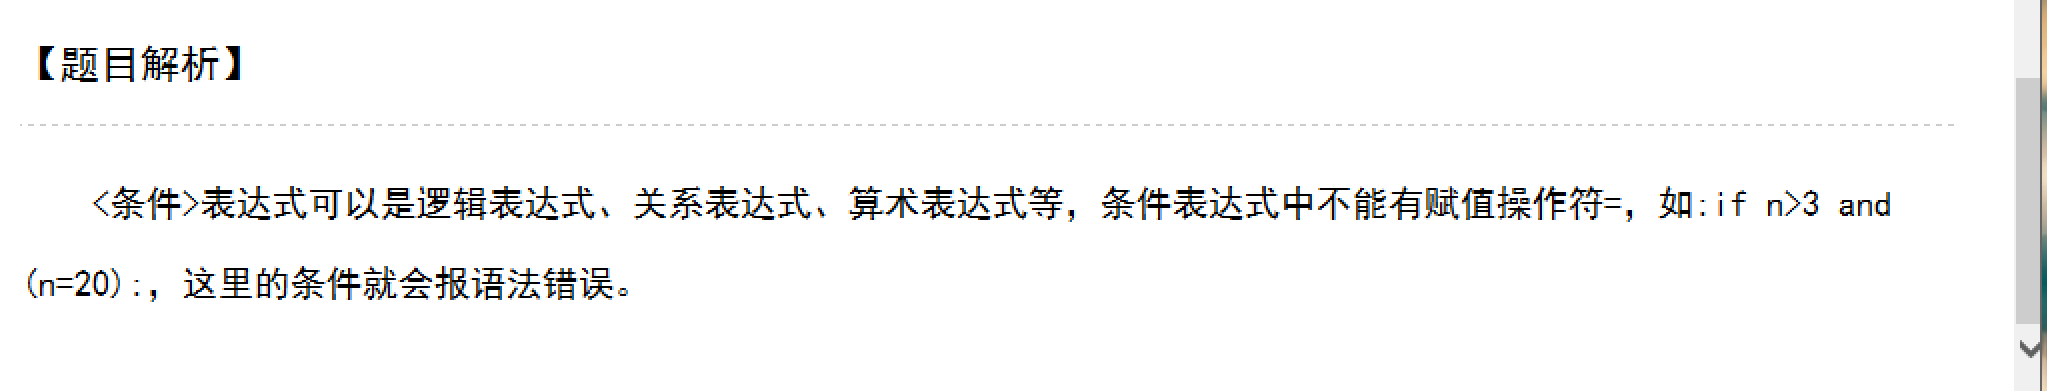 【题目解析】
<条件>表达式可以是逻辑表达式、关系表达式、算术表达式等，条件表达式中不能有赋值操作符=，如:if n>3 and
(n=20):，这里的条件就会报语法错误。